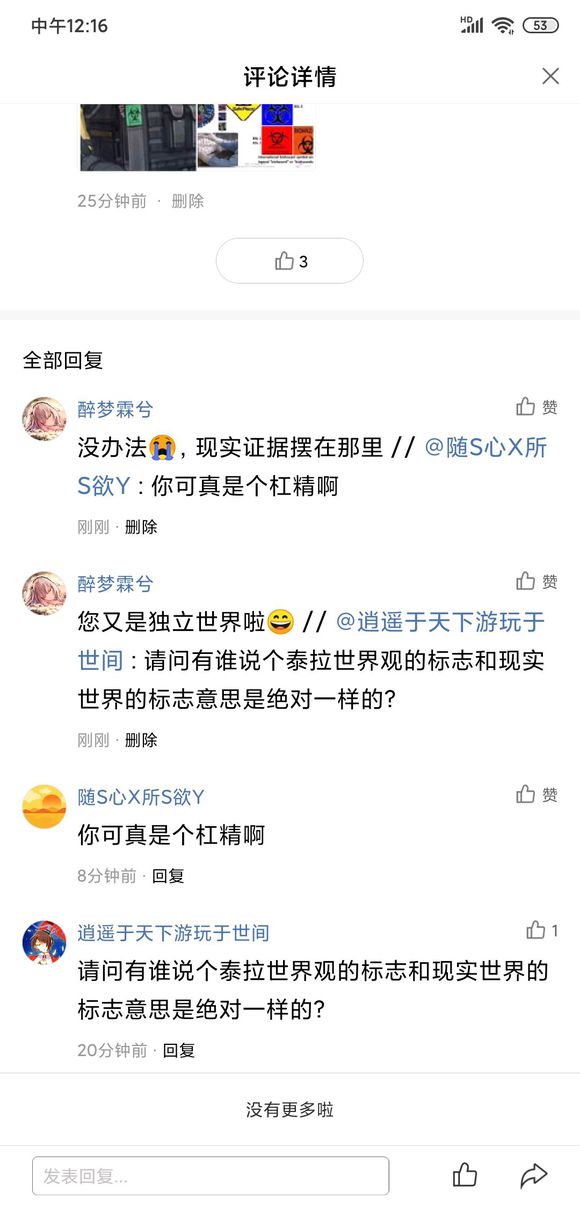 中午12:16
HD
53
评论详情
BIOHAZ
25分钟前 · 删除
3
全部回复
醉梦霖兮
赞
没办法😭，现实证据摆在那里 // @随S心X所
S欲Y : 你可真是个杠精啊
刚刚 · 删除
醉梦霖兮
赞
您又是独立世界啦😄 // @逍遥于天下游玩于
世间 : 请问有谁说个泰拉世界观的标志和现实
世界的标志意思是绝对一样的？
刚刚 · 删除
随S心X所S欲Y
赞
你可真是个杠精啊
8分钟前 · 回复
逍遥于天下游玩于世间
1
请问有谁说个泰拉世界观的标志和现实世界的
标志意思是绝对一样的？
20分钟前 · 回复
没有更多啦
发表回复...